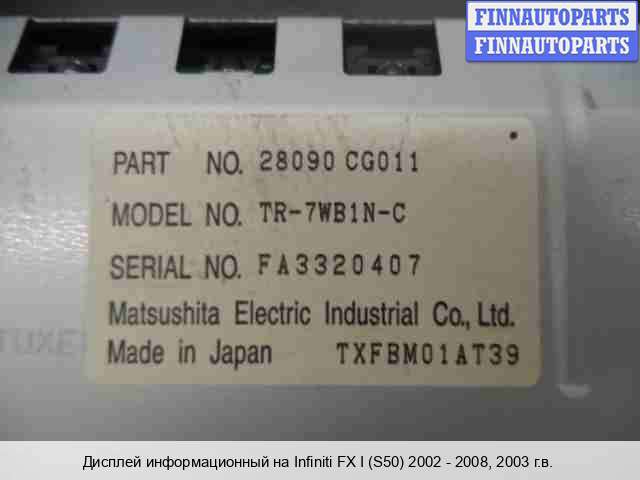 FINNAUTOPARTS
FINNAUTOPARTS
PART NO. 28090 CG011
MODEL NO. TR-7WB1N-C
SERIAL NO. FA3320407
Matsushita Electric Industrial Co., Ltd.
Made in Japan TXFBM01AT39
Дисплей информационный на Infiniti FX I (S50) 2002 - 2008, 2003 г.в.